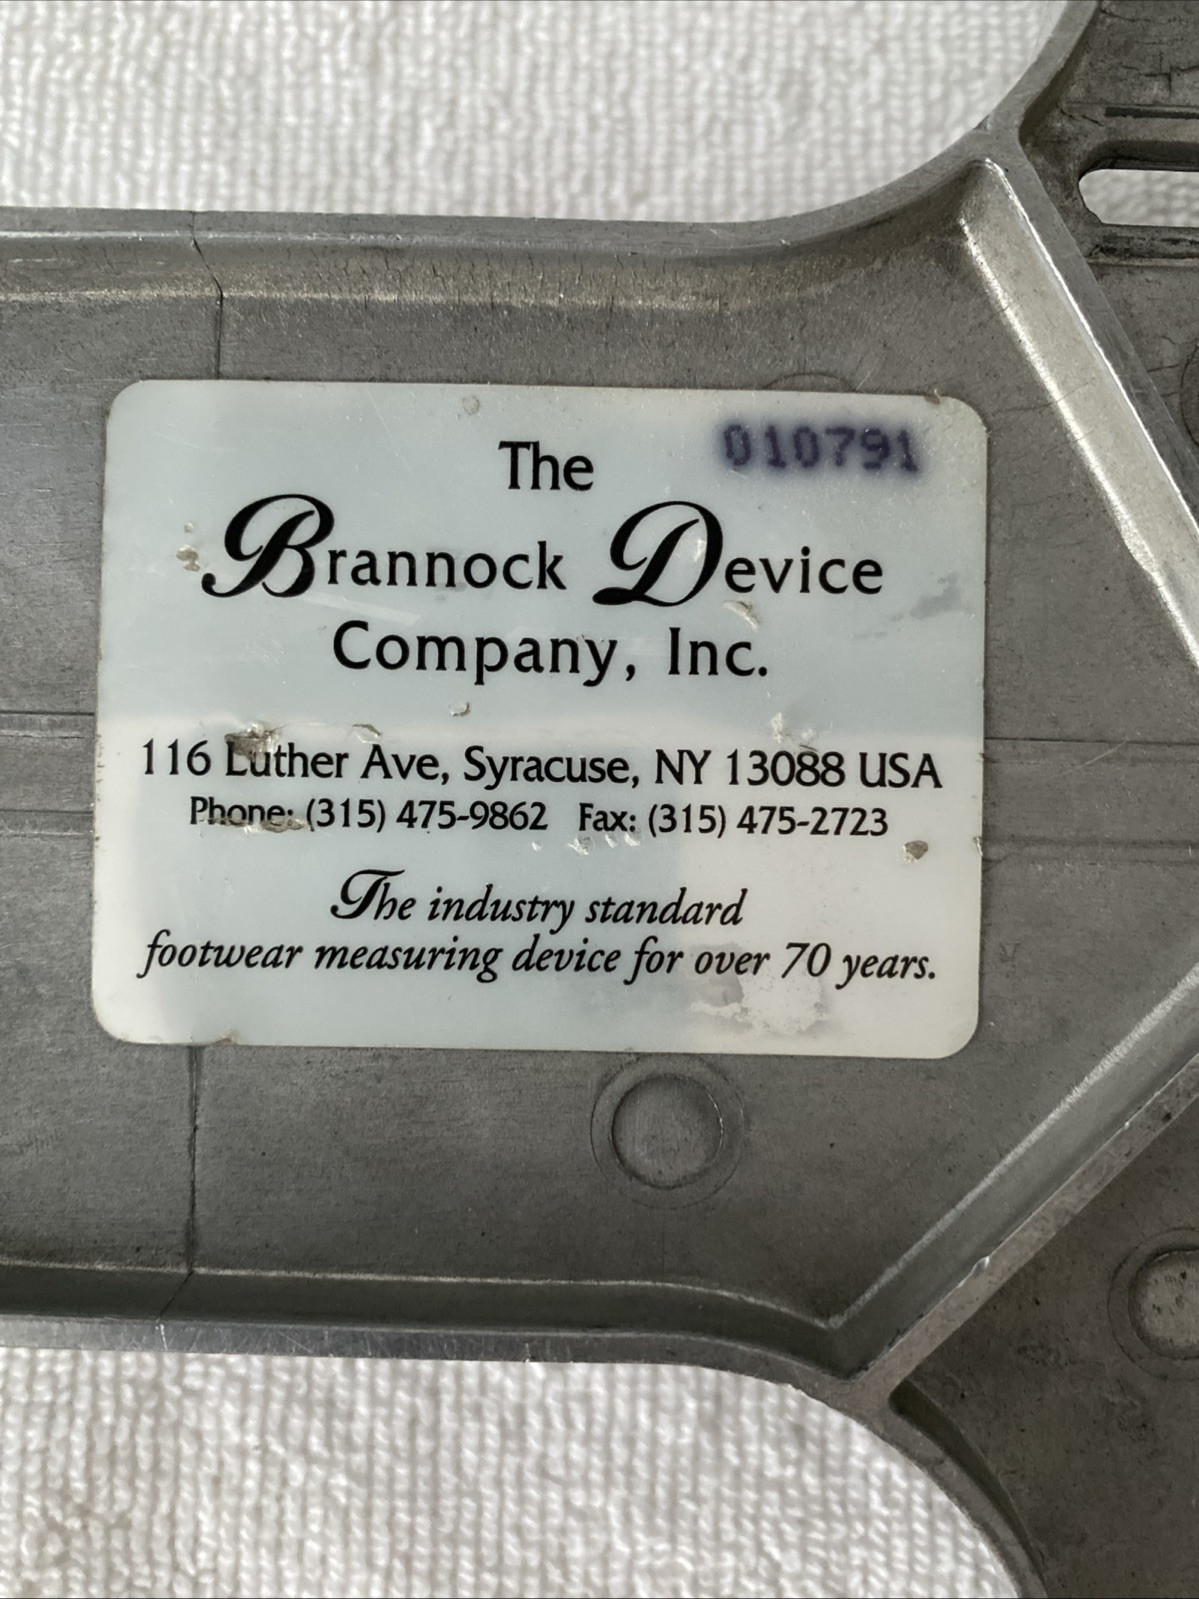 010791
The
Brannock Device
Company, Inc.
116 Luther Ave, Syracuse, NY 13088 USA
Phone: (315) 475-9862 Fax: (315) 475-2723
The industry standard
footwear measuring device for over 70 years.